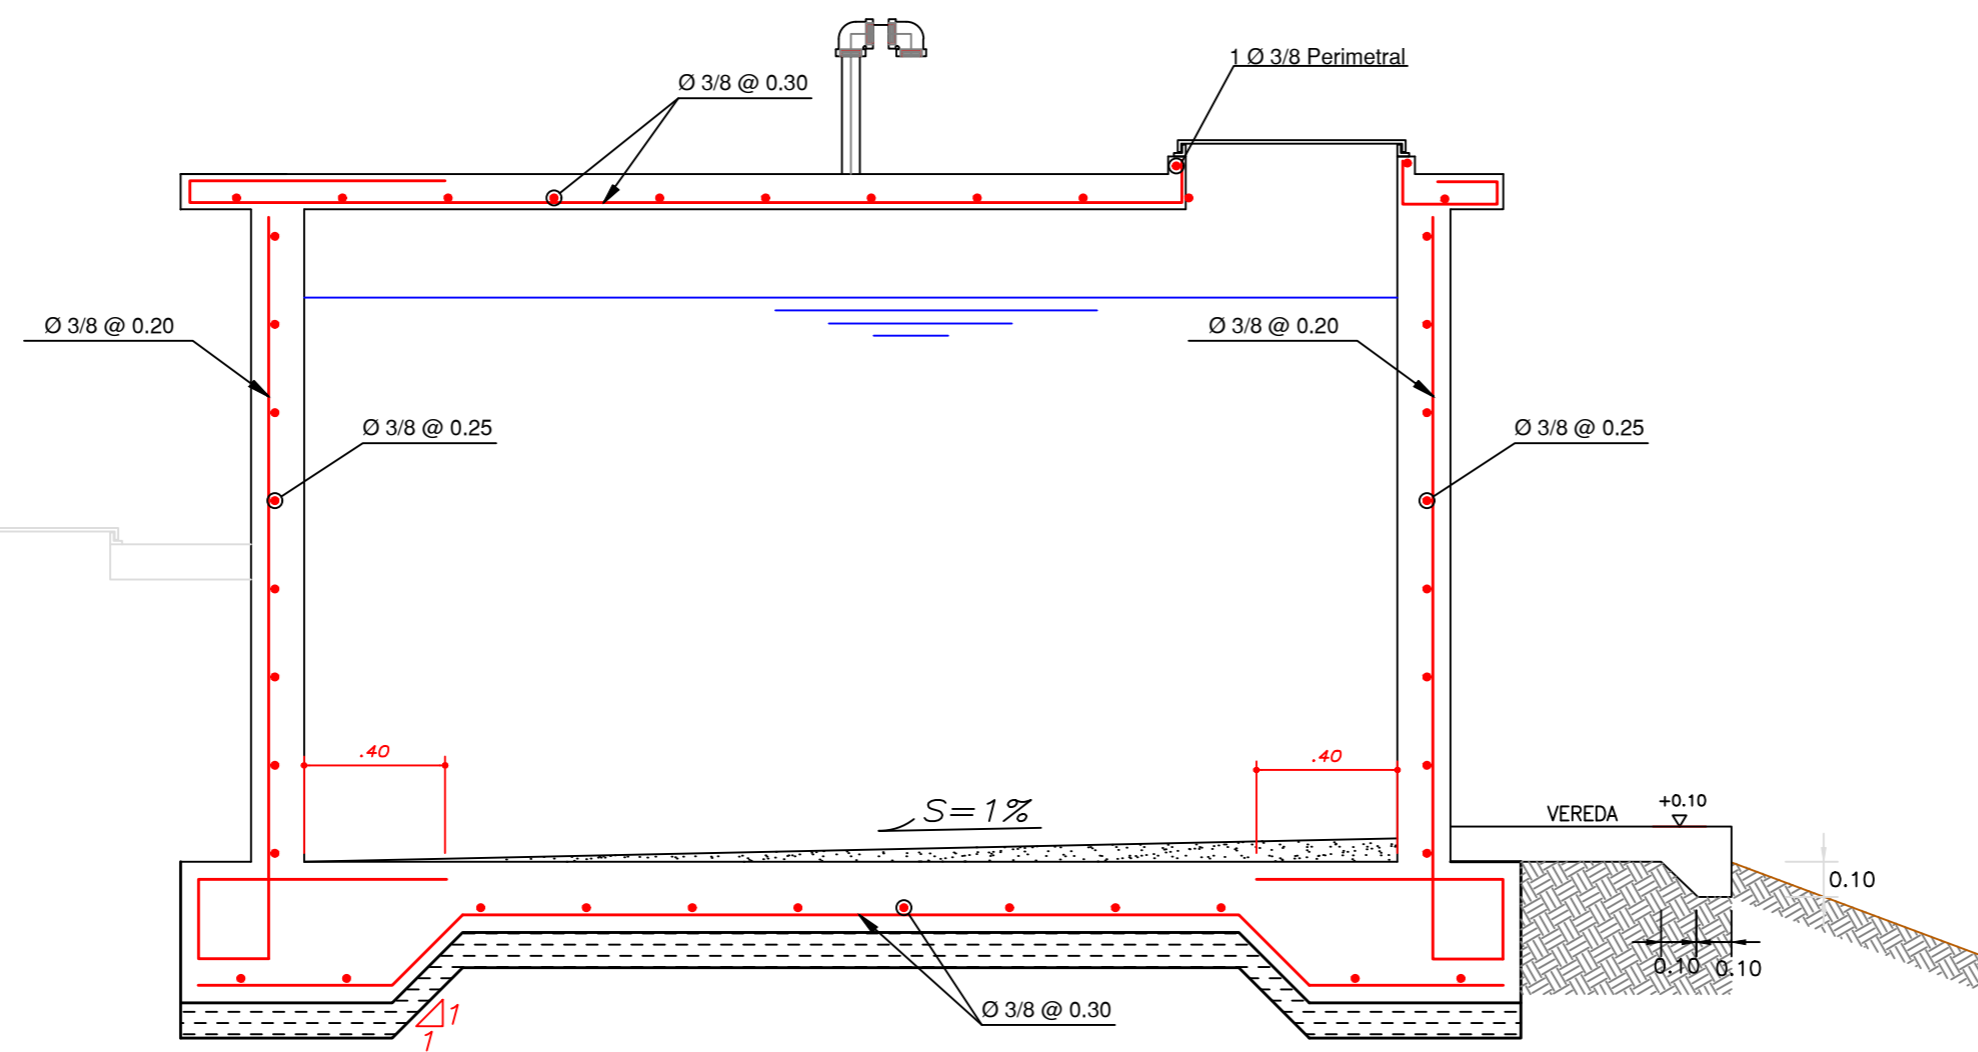 1 Ø 3/8 Perimetral
Ø 3/8 @ 0.30
Ø 3/8 @ 0.20
Ø 3/8 @ 0.20
Ø 3/8 @ 0.25
Ø 3/8 @ 0.25
.40
.40
S=1%
VEREDA
+0.10
0.10
0.10
0.10
Ø 3/8 @ 0.30
1
1